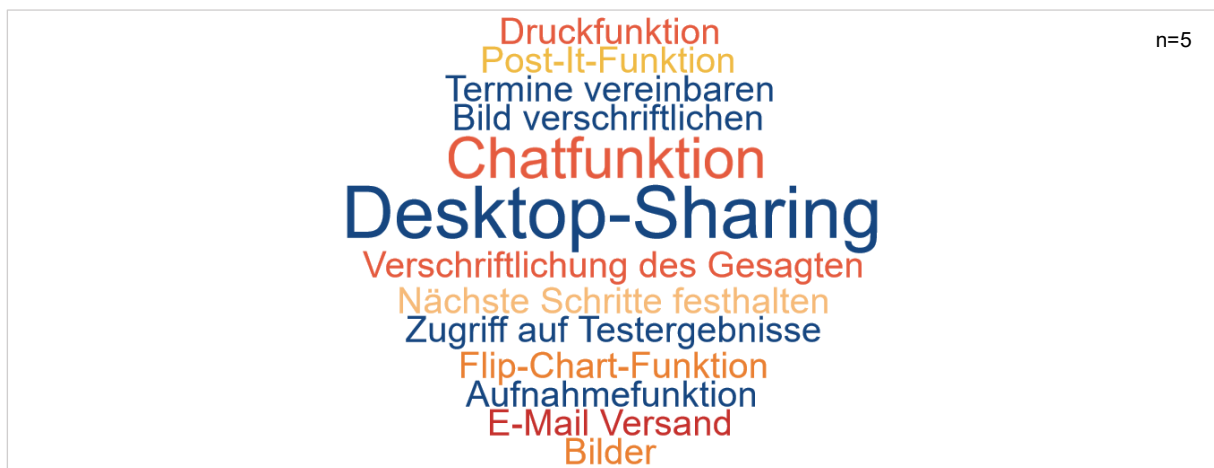 Druckfunktion
n=5
Post-It-Funktion
Termine vereinbaren
Bild verschriftlichen
Chatfunktion
Desktop-Sharing
Verschriftlichung des Gesagten
Nächste Schritte festhalten
Zugriff auf Testergebnisse
Flip-Chart-Funktion
Aufnahmefunktion
E-Mail Versand
Bilder